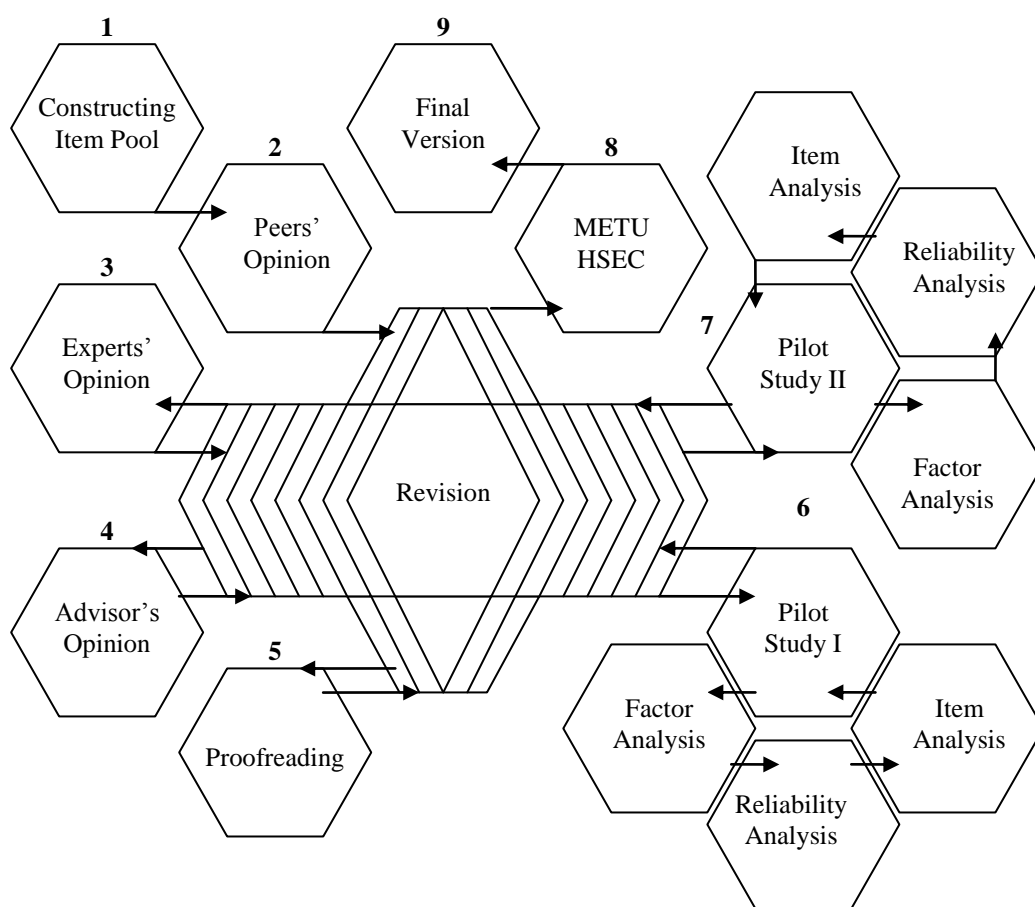 1
Constructing
Item Pool
2
Peers’
Opinion
3
Experts’
Opinion
4
Advisor’s
Opinion
5
Proofreading
Revision
6
Pilot
Study I
Factor
Analysis
Reliability
Analysis
Item
Analysis
7
Pilot
Study II
Factor
Analysis
Reliability
Analysis
Item
Analysis
8
METU
HSEC
9
Final
Version